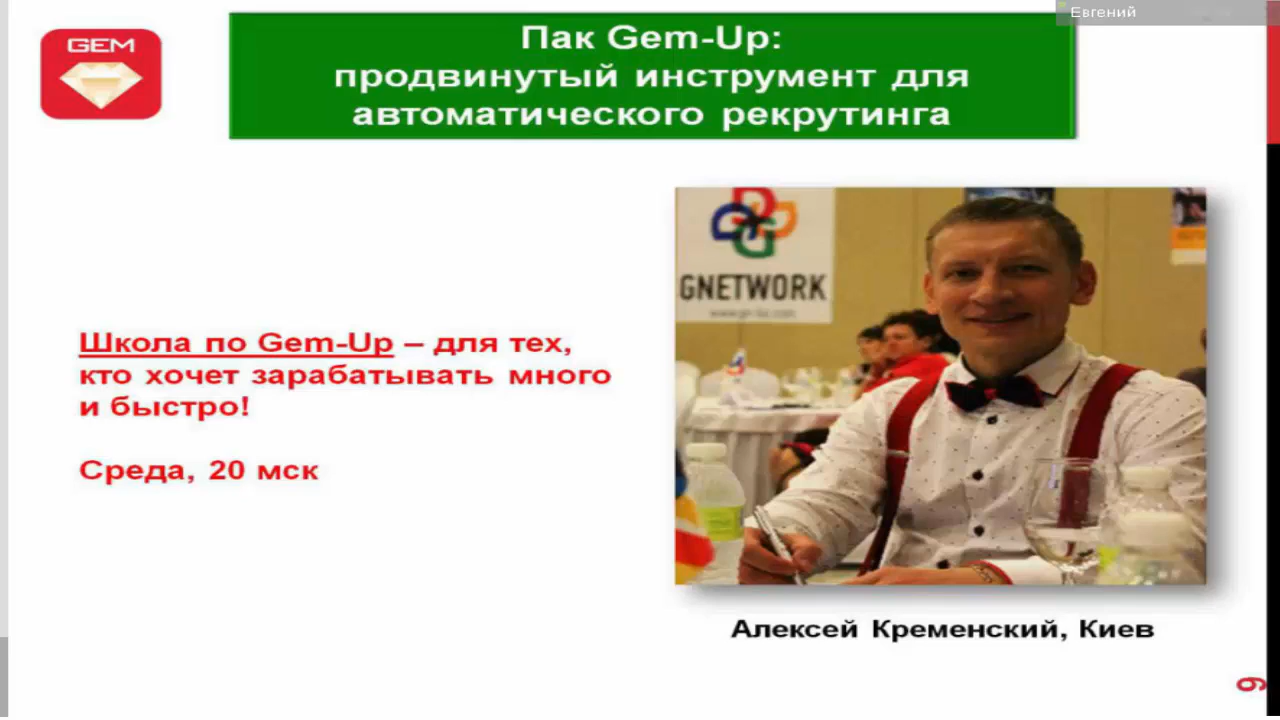 Евгений
GEM
Пак Gem-Up:
продвинутый инструмент для
автоматического рекрутинга
GNETWORK
Школа по Gem-Up – для тех,
кто хочет зарабатывать много
и быстро!
Среда, 20 мск
Алексей Кременский, Киев
9